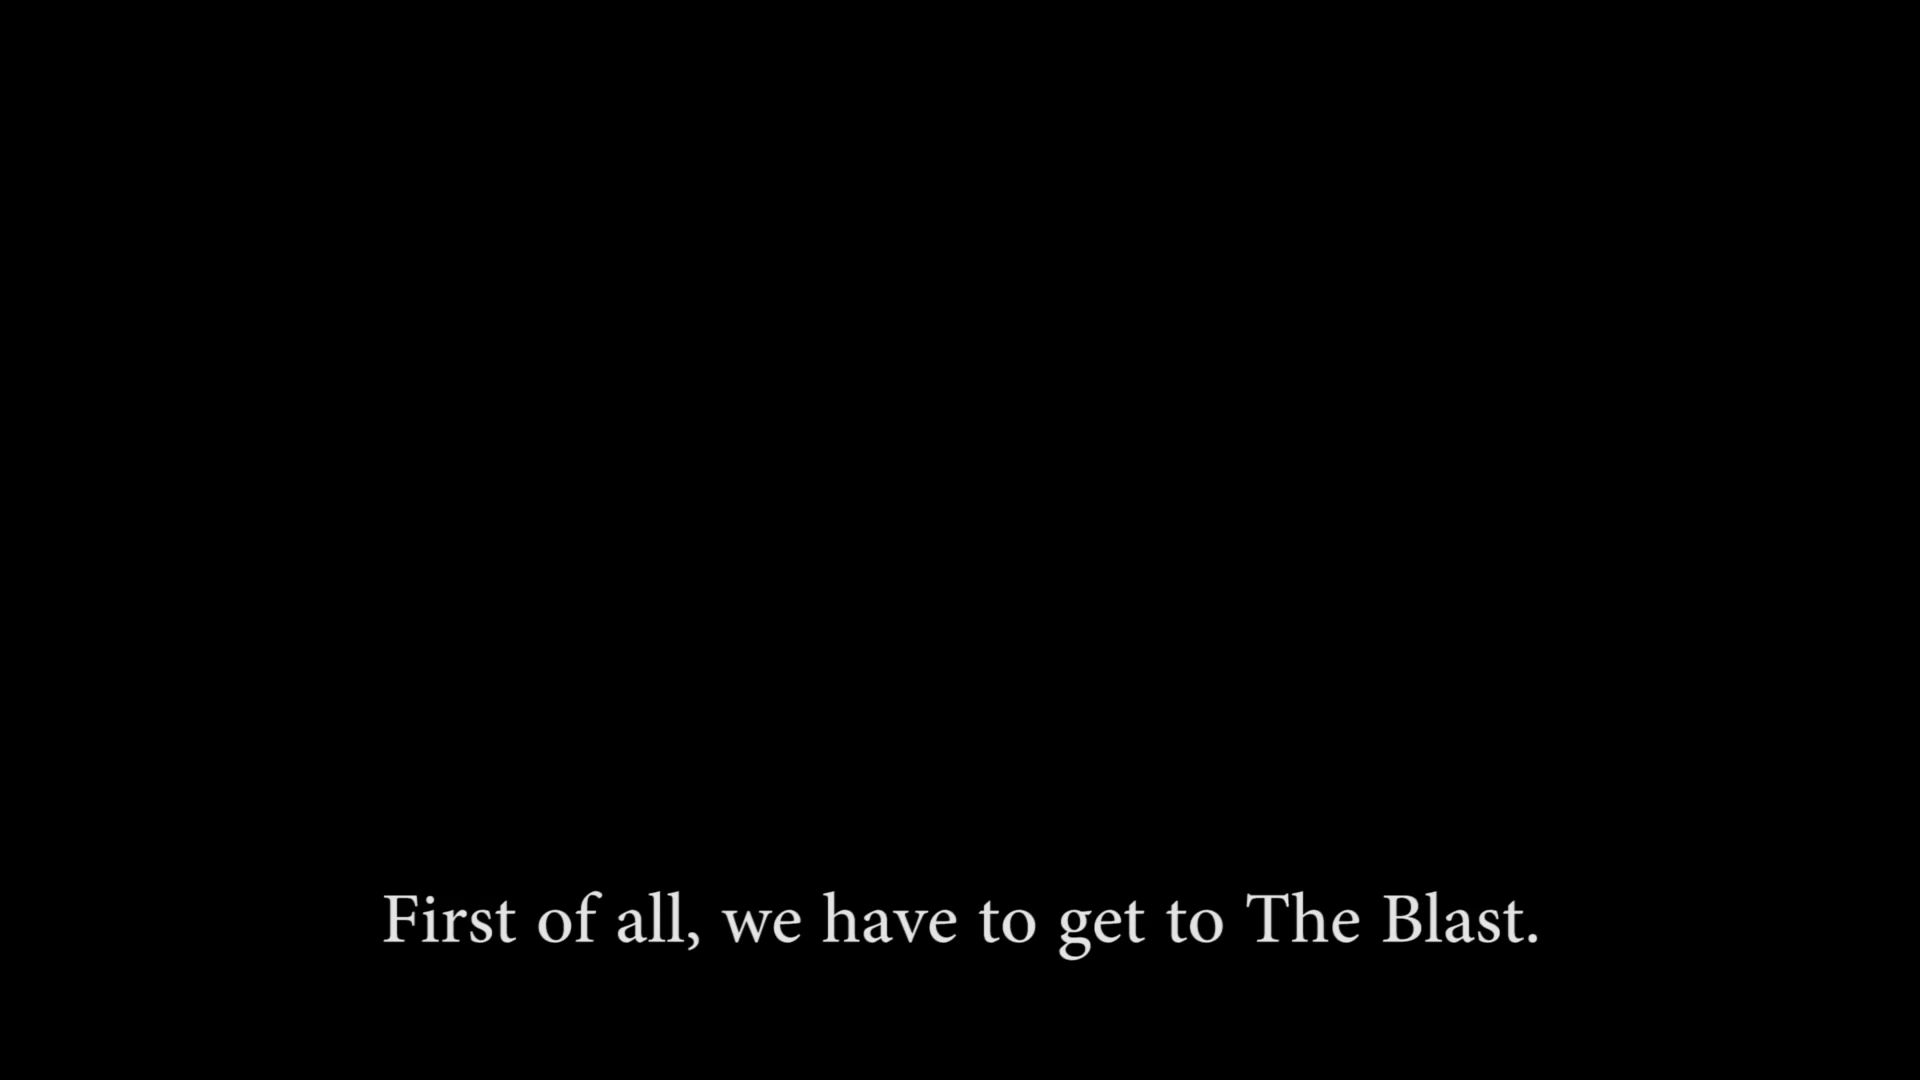 First of all, we have to get to The Blast.